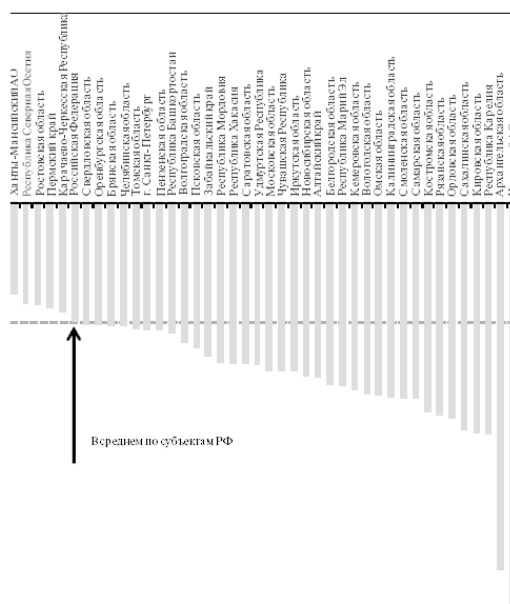 Ханты-Мансийский АО
Республика Северная Осетия
Ростовская область
Пермский край
Карачаево-Черкесская Республика
Российская Федерация
Свердловская область
Оренбургская область
Брянская область
Челябинская область
Томская область
г. Санкт-Петербург
Пензенская область
Республика Башкортостан
Волгоградская область
Псковская область
Забайкальский край
Республика Мордовия
Республика Хакасия
Саратовская область
Удмуртская Республика
Московская область
Чувашская Республика
Иркутская область
Новосибирская область
Алтайский край
Белгородская область
Республика Марий Эл
Кемеровская область
Вологодская область
Омская область
Калининградская область
Смоленская область
Самарская область
Костромская область
Рязанская область
Орловская область
Сахалинская область
Кировская область
Республика Карелия
Архангельская область
В среднем по субъектам РФ